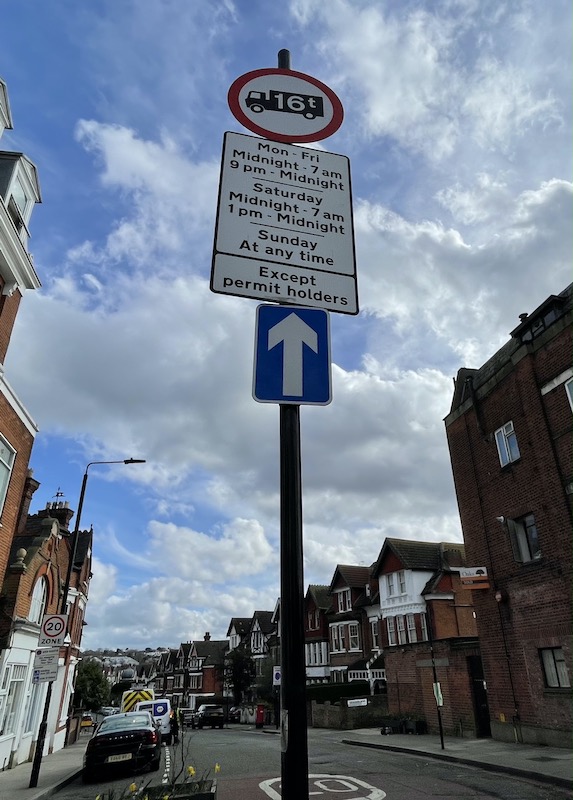 16t
Mon - Fri
Midnight - 7 am
9 pm - Midnight
Saturday
Midnight - 7 am
1 pm - Midnight
Sunday
At any time
Except
permit holders
20
ZONE
20